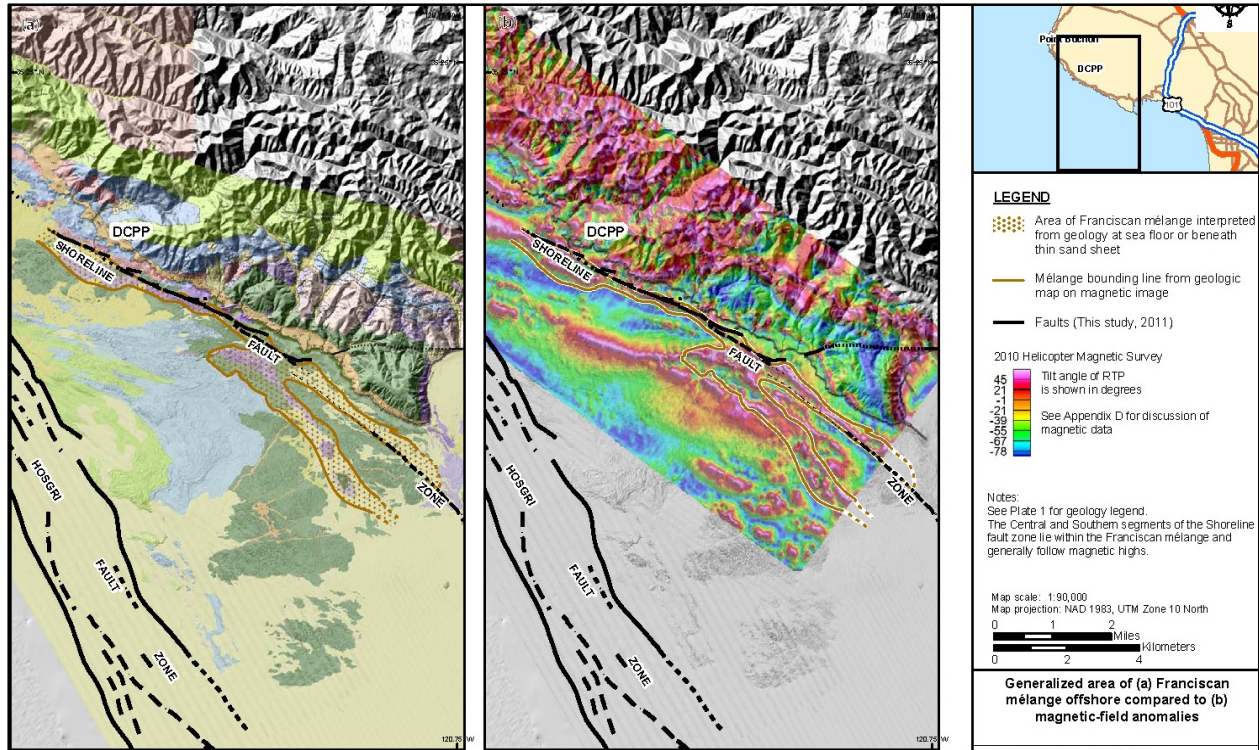 (a)
35.25° N
DCPP
SHORELINE
FAULT
ZONE
HOSGRI
FAULT
ZONE
120.75° W
(b)
DCPP
SHORELINE
FAULT
ZONE
HOSGRI
FAULT
ZONE
120.75° W
S
Point Buchon
DCPP
101
LEGEND
Area of Franciscan mélange interpreted
from geology at sea floor or beneath
thin sand sheet
Mélange bounding line from geologic
map on magnetic image
Faults (This study, 2011)
2010 Helicopter Magnetic Survey
45
21
-1
-21
-39
-55
-67
-78
Tilt angle of RTP
is shown in degrees
See Appendix D for discussion of
magnetic data
Notes:
See Plate 1 for geology legend.
The Central and Southern segments of the Shoreline
fault zone lie within the Franciscan mélange and
generally follow magnetic highs.
Map scale: 1:90,000
Map projection: NAD 1983, UTM Zone 10 North
0 1 2
Miles
Kilometers
0 2 4
Generalized area of (a) Franciscan
mélange offshore compared to (b)
magnetic-field anomalies